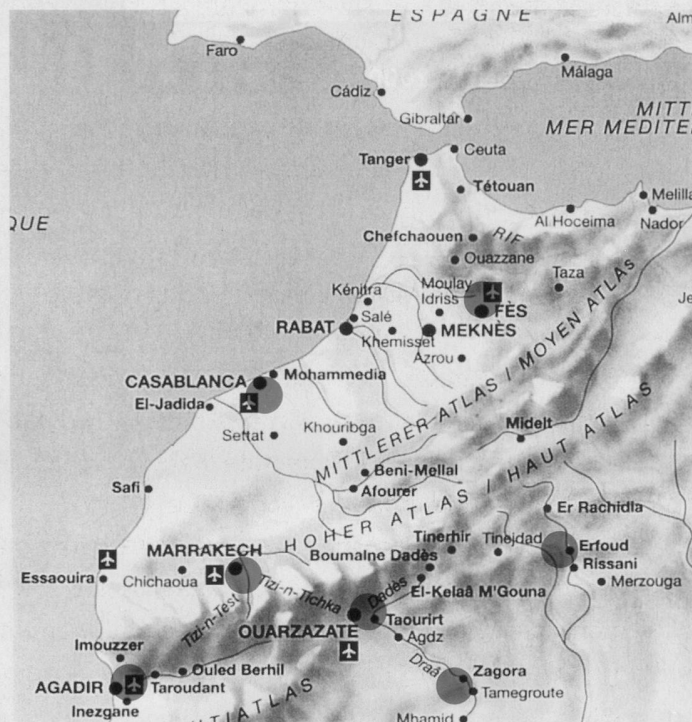 ESPAGNE
Alm
Faro
Málaga
Cádiz
Gibraltar
MITT
MER MEDITE
Ceuta
Tanger
Tétouan
Melilla
QUE
Al Hoceima
Nador
Chefchaouen
RIF
Ouazzane
Moulay
Idriss
Taza
Kénitra
Je
FÈS
Salé
RABAT
Khemisset
MEKNÈS
Azrou
MITTLERER ATLAS / MOYEN ATLAS
CASABLANCA
Mohammedia
El-Jadida
Settat
Khouribga
Midelt
HOHER ATLAS / HAUT ATLAS
Beni-Mellal
Afourer
Safi
Er Rachidia
MARRAKECH
Tinerhir
Tinejdad
Erfoud
Boumalne Dadès
Rissani
Essaouira
Chichaoua
Tizi-n-Test
Tizi-n-Tichka
Dadès
El-Kelaâ M'Gouna
Merzouga
OUARZAZATE
Taourirt
Agdz
Imouzzer
Ouled Berhil
Draâ
Zagora
AGADIR
Taroudant
Tamegroute
Inezgane
TIATLAS
Mhamid